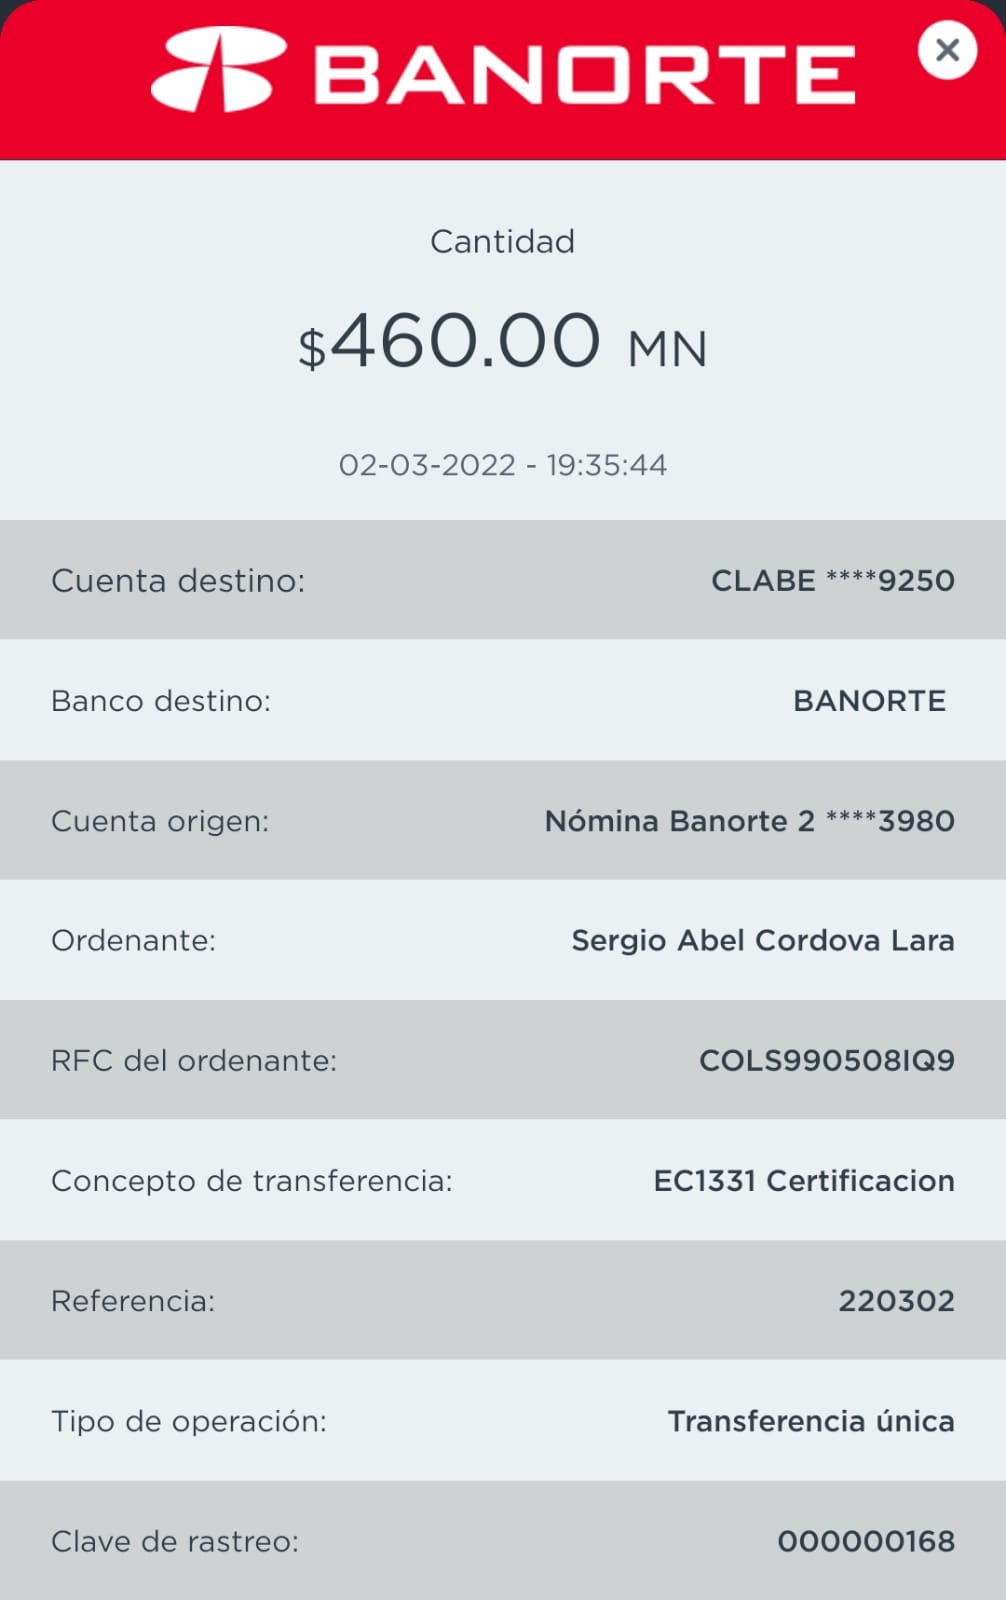 BANORTE
Cantidad
$460.00 MN
02-03-2022 - 19:35:44
Cuenta destino: CLABE ****9250
Banco destino: BANORTE
Cuenta origen: Nómina Banorte 2 ****3980
Ordenante: Sergio Abel Cordova Lara
RFC del ordenante: COLS990508IQ9
Concepto de transferencia: EC1331 Certificacion
Referencia: 220302
Tipo de operación: Transferencia única
Clave de rastreo: 000000168